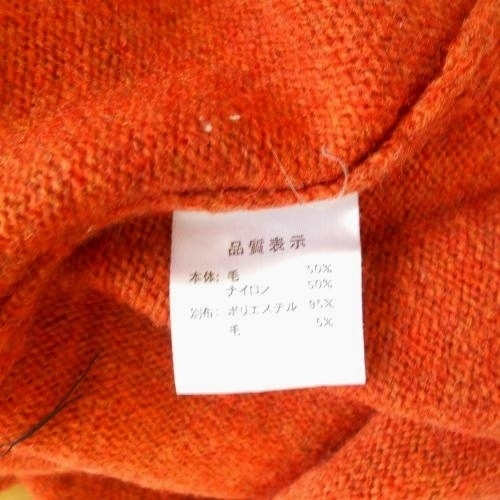 品質表示
本体: 毛 50%
ナイロン 50%
別布: ポリエステル 95%
毛 5%